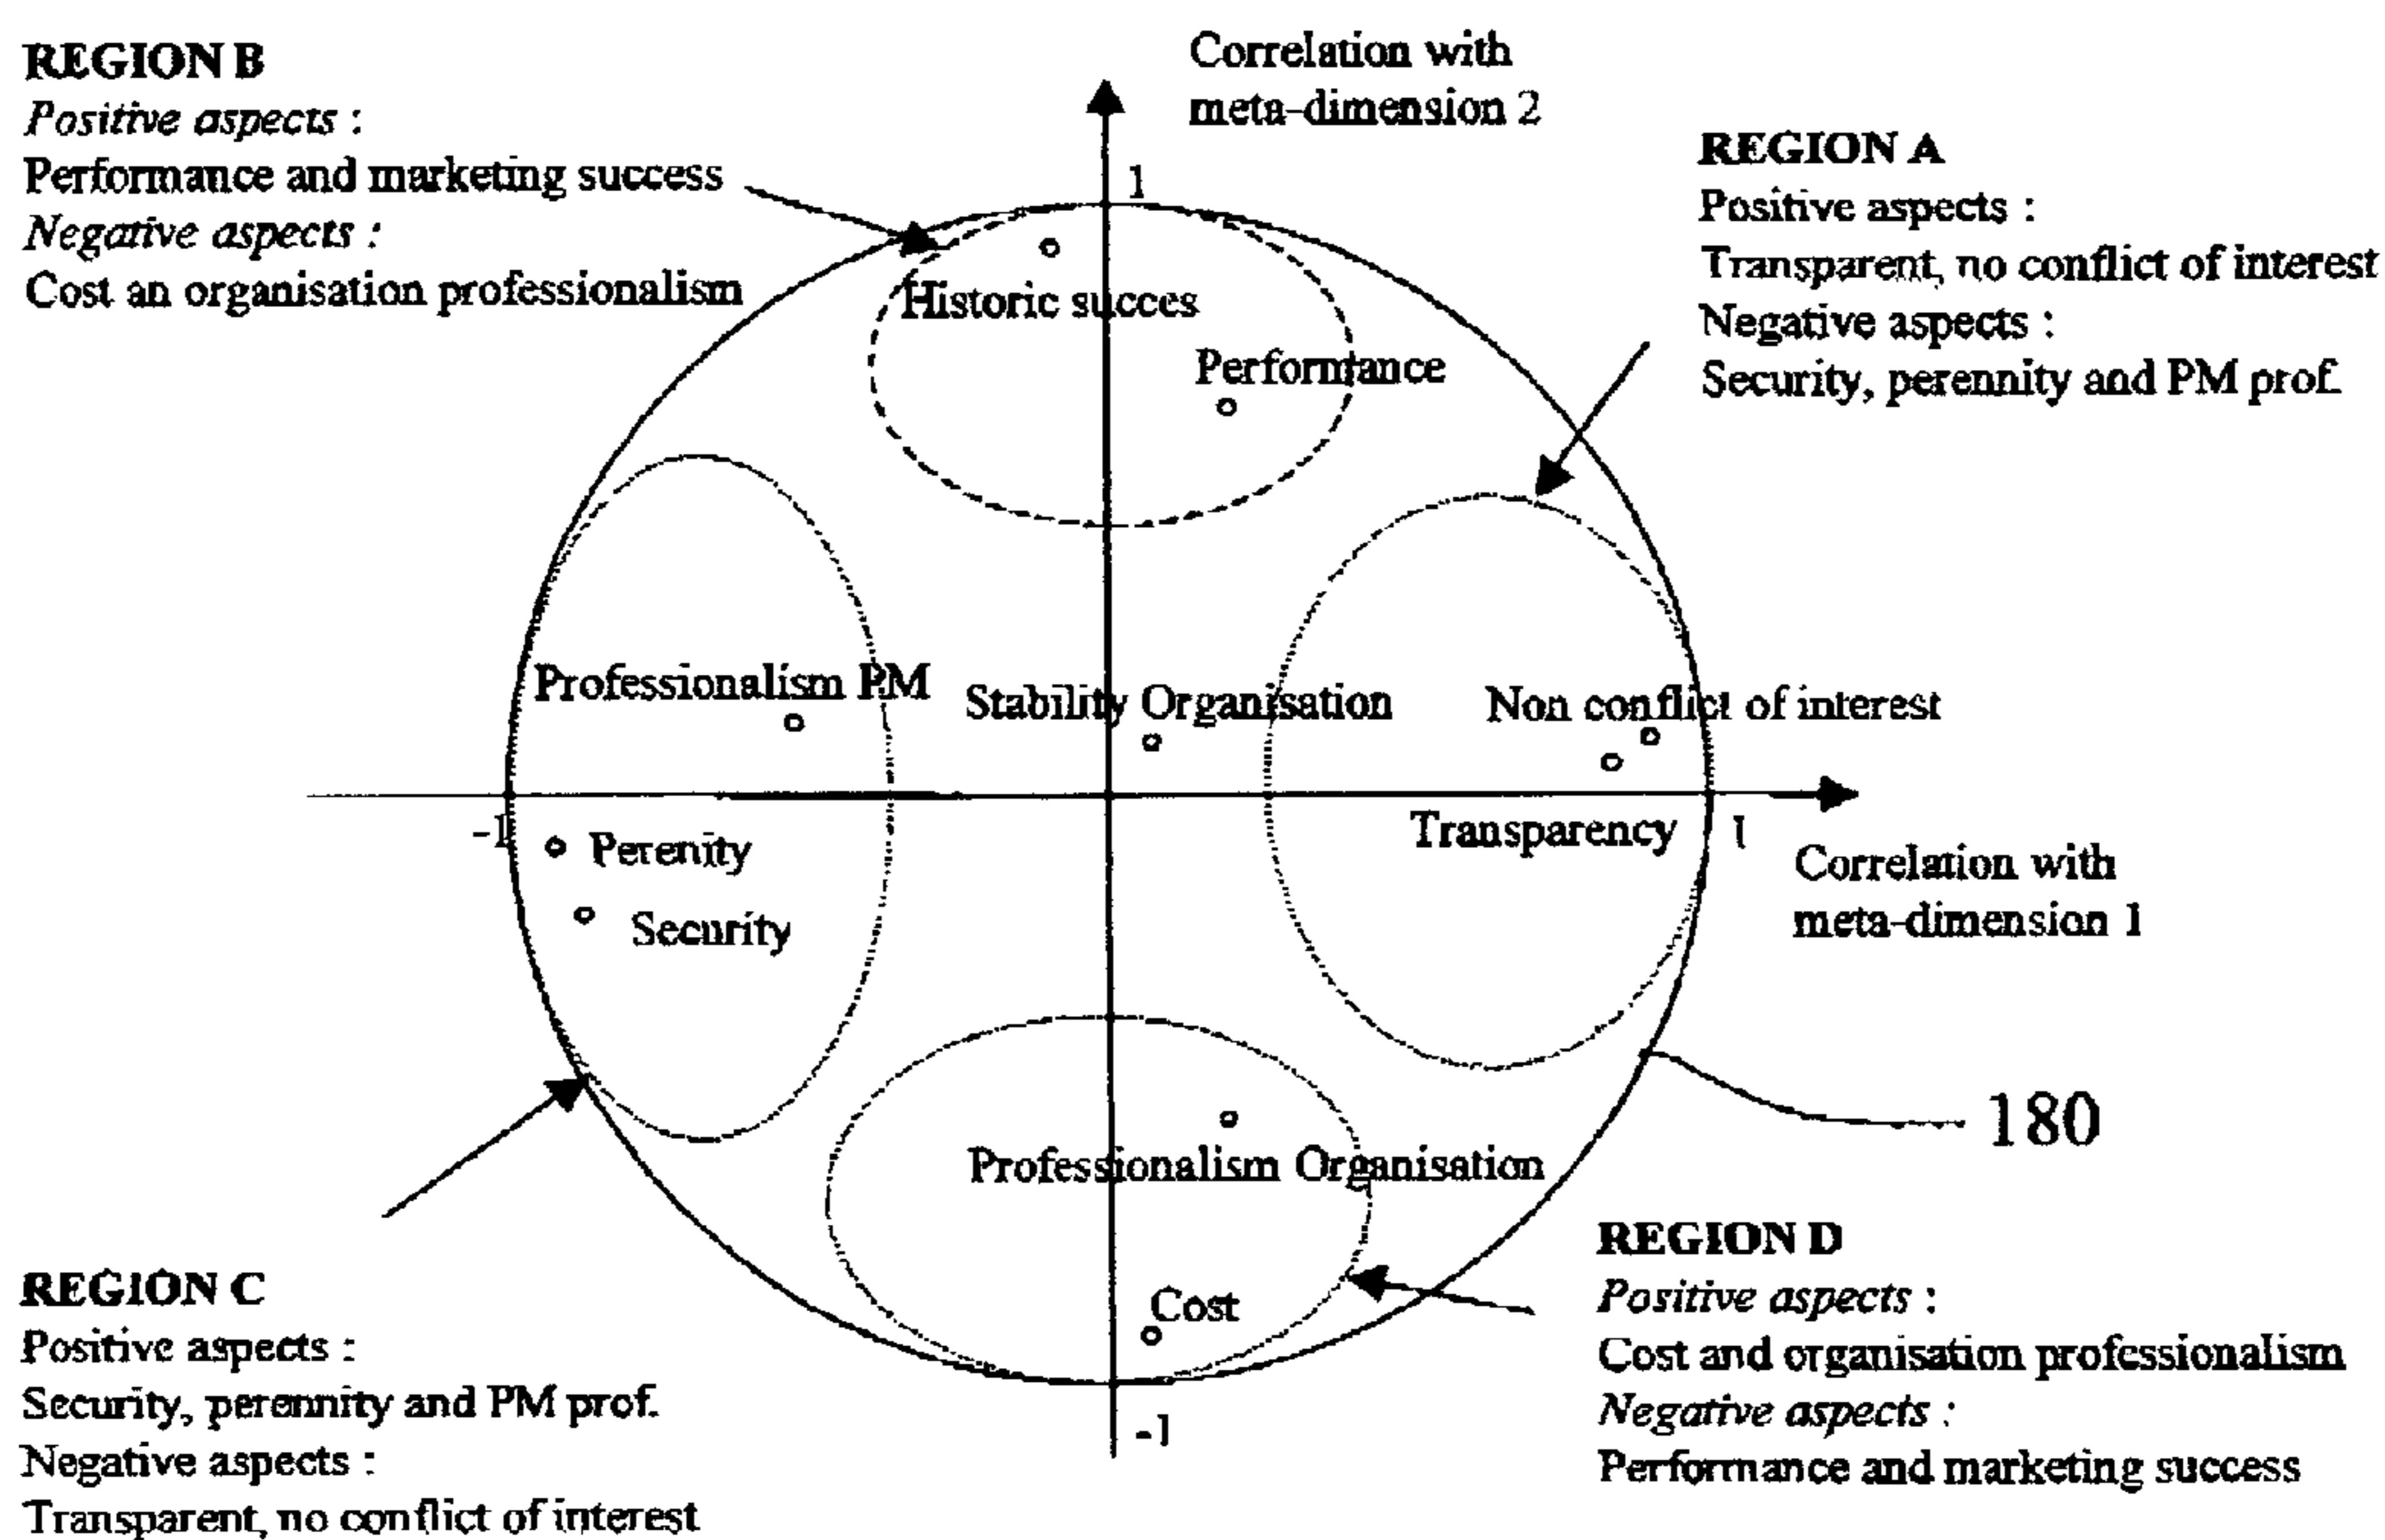 REGION B
Positive aspects :
Performance and marketing success
Negative aspects :
Cost an organisation professionalism
Correlation with
meta-dimension 2
REGION A
Positive aspects :
Transparent, no conflict of interest
Negative aspects :
Security, perennity and PM prof.
1
Historic succes
Performance
Professionalism PM
Stability Organisation
Non conflict of interest
-1
Perenity
Security
Transparency
1
Correlation with
meta-dimension 1
180
Professionalism Organisation
Cost
-1
REGION C
Positive aspects :
Security, perennity and PM prof.
Negative aspects :
Transparent, no conflict of interest
REGION D
Positive aspects :
Cost and organisation professionalism
Negative aspects :
Performance and marketing success